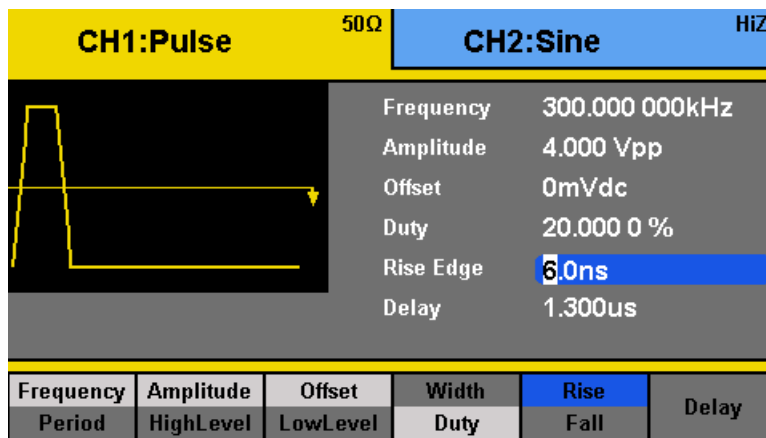 CH1:Pulse 50Ω CH2:Sine HiZ
Frequency 300.000 000kHz
Amplitude 4.000 Vpp
Offset 0mVdc
Duty 20.000 0 %
Rise Edge 6.0ns
Delay 1.300us
Frequency Amplitude Offset Width Rise Delay
Period HighLevel LowLevel Duty Fall